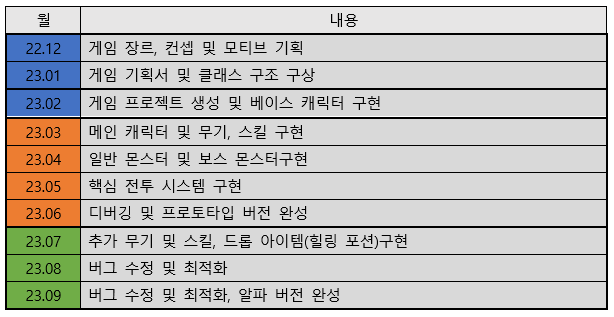 월 내용
22.12 게임 장르, 컨셉 및 모티브 기획
23.01 게임 기획서 및 클래스 구조 구상
23.02 게임 프로젝트 생성 및 베이스 캐릭터 구현
23.03 메인 캐릭터 및 무기, 스킬 구현
23.04 일반 몬스터 및 보스 몬스터구현
23.05 핵심 전투 시스템 구현
23.06 디버깅 및 프로토타입 버전 완성
23.07 추가 무기 및 스킬, 드롭 아이템(힐링 포션)구현
23.08 버그 수정 및 최적화
23.09 버그 수정 및 최적화, 알파 버전 완성